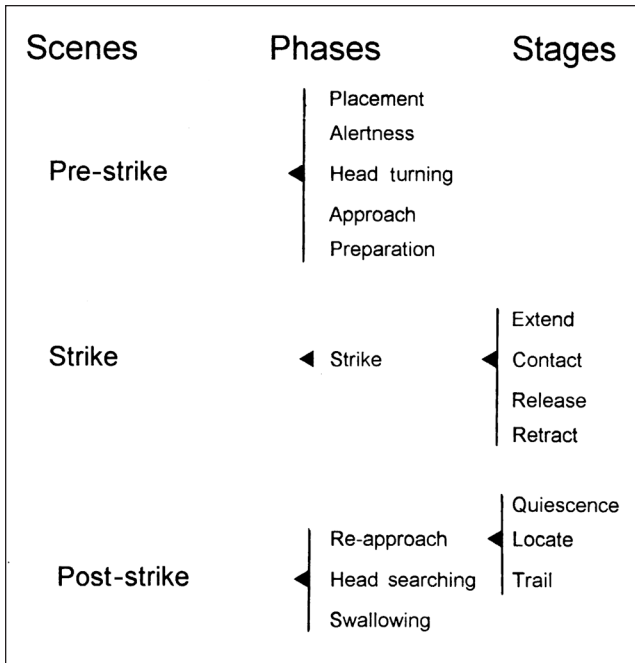 Scenes Phases Stages
Placement
Alertness
Pre-strike Head turning
Approach
Preparation
Extend
Strike Strike Contact
Release
Retract
Quiescence
Re-approach Locate
Post-strike Head searching Trail
Swallowing